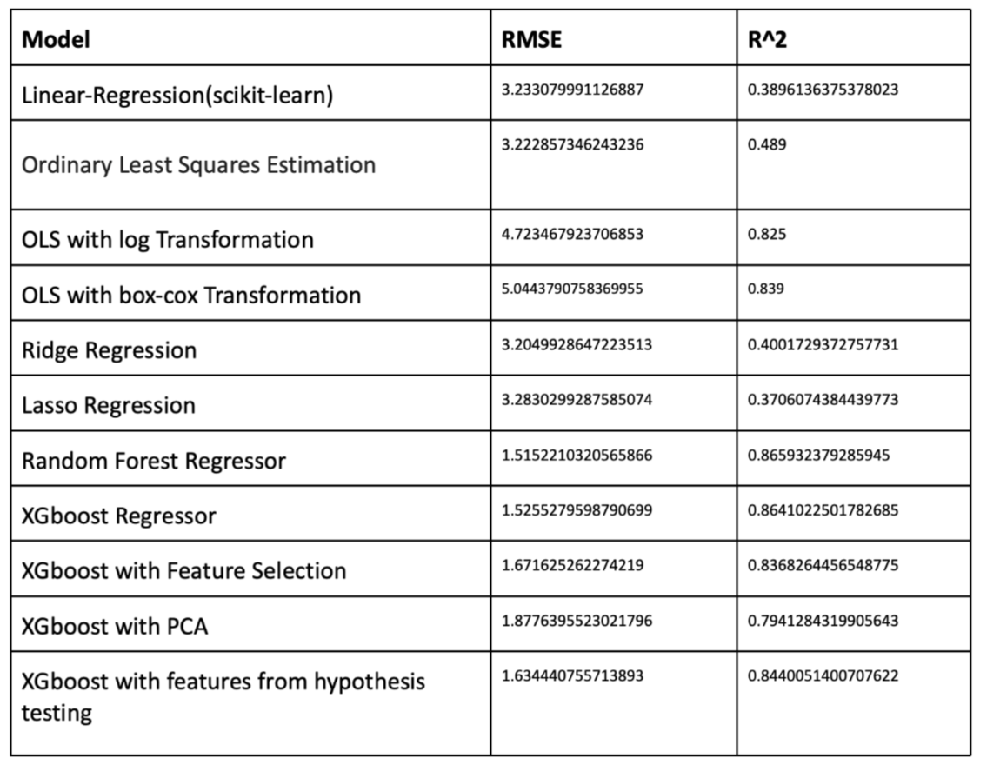 Model RMSE R^2
Linear-Regression(scikit-learn) 3.233079991126887 0.3896136375378023
Ordinary Least Squares Estimation 3.222857346243236 0.489
OLS with log Transformation 4.723467923706853 0.825
OLS with box-cox Transformation 5.0443790758369955 0.839
Ridge Regression 3.2049928647223513 0.4001729372757731
Lasso Regression 3.2830299287585074 0.3706074384439773
Random Forest Regressor 1.5152210320565866 0.865932379285945
XGboost Regressor 1.5255279598790699 0.8641022501782685
XGboost with Feature Selection 1.671625262274219 0.8368264456548775
XGboost with PCA 1.8776395523021796 0.7941284319905643
XGboost with features from hypothesis 1.634440755713893 0.8440051400707622
testing